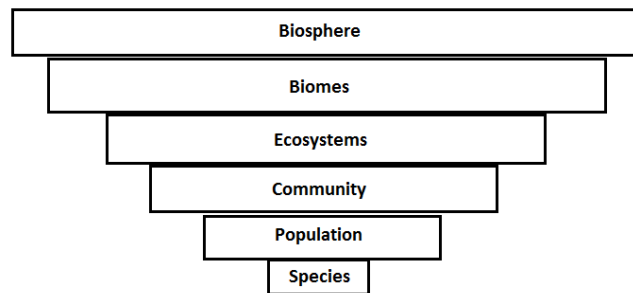 Biosphere
Biomes
Ecosystems
Community
Population
Species